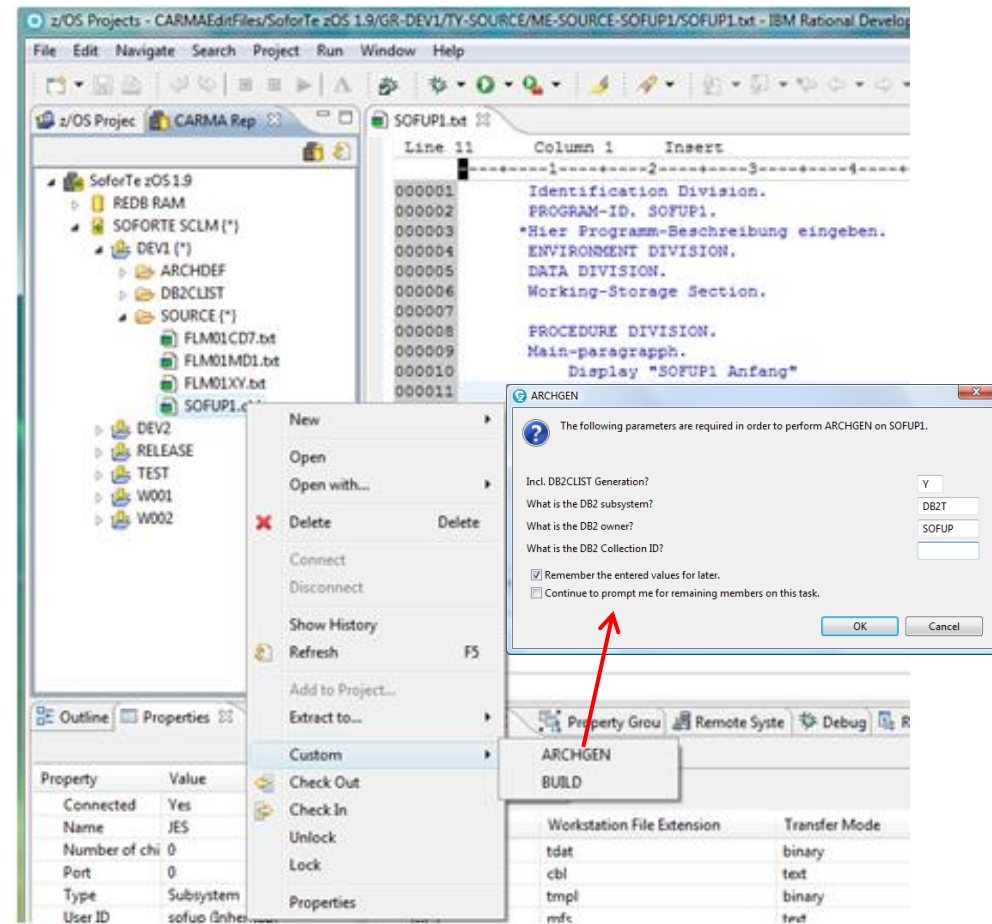 z/OS Projects - CARMAEditFiles/SoforTe zOS 1.9/GR-DEV1/TY-SOURCE/ME-SOURCE-SOFUP1/SOFUP1.txt - IBM Rational Develop
File Edit Navigate Search Project Run Window Help
z/OS Projec CARMA Rep
SoforTe zOS 1.9
REDB RAM
SOFORTE SCLM (*)
DEV1 (*)
ARCHDEF
DB2CLIST
SOURCE (*)
FLM01CD7.txt
FLM01MD1.txt
FLM01XY.txt
SOFUP1.
DEV2
RELEASE
TEST
W001
W002
SOFUP1.txt
Line 11 Column 1 Insert
----+----1----+----2----+----3----+----4----+
000001 Identification Division.
000002 PROGRAM-ID. SOFUP1.
000003 *Hier Programm-Beschreibung eingeben.
000004 ENVIRONMENT DIVISION.
000005 DATA DIVISION.
000006 Working-Storage Section.
000007
000008 PROCEDURE DIVISION.
000009 Main-paragrapph.
000010 Display "SOFUP1 Anfang"
000011
New
Open
Open with...
Delete Delete
Connect
Disconnect
Show History
Refresh F5
Add to Project...
Extract to...
Custom
Check Out
Check In
Unlock
Lock
Properties
ARCHGEN
BUILD
ARCHGEN
The following parameters are required in order to perform ARCHGEN on SOFUP1.
Incl. DB2CLIST Generation? Y
What is the DB2 subsystem? DB2T
What is the DB2 owner? SOFUP
What is the DB2 Collection ID?
Remember the entered values for later.
Continue to prompt me for remaining members on this task.
OK Cancel
Outline Properties
Property Value
Connected Yes
Name JES
Number of chi 0
Port 0
Type Subsystem
User ID sofup (Inher
Property Grou Remote Syste Debug R
Workstation File Extension Transfer Mode
tdat binary
cbl text
tmpl binary
mfs text